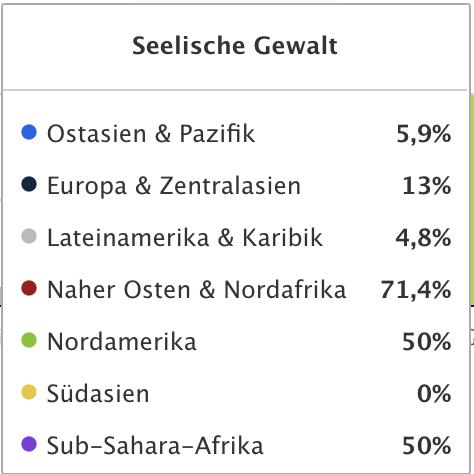 Seelische Gewalt
Ostasien & Pazifik 5,9%
Europa & Zentralasien 13%
Lateinamerika & Karibik 4,8%
Naher Osten & Nordafrika 71,4%
Nordamerika 50%
Südasien 0%
Sub-Sahara-Afrika 50%